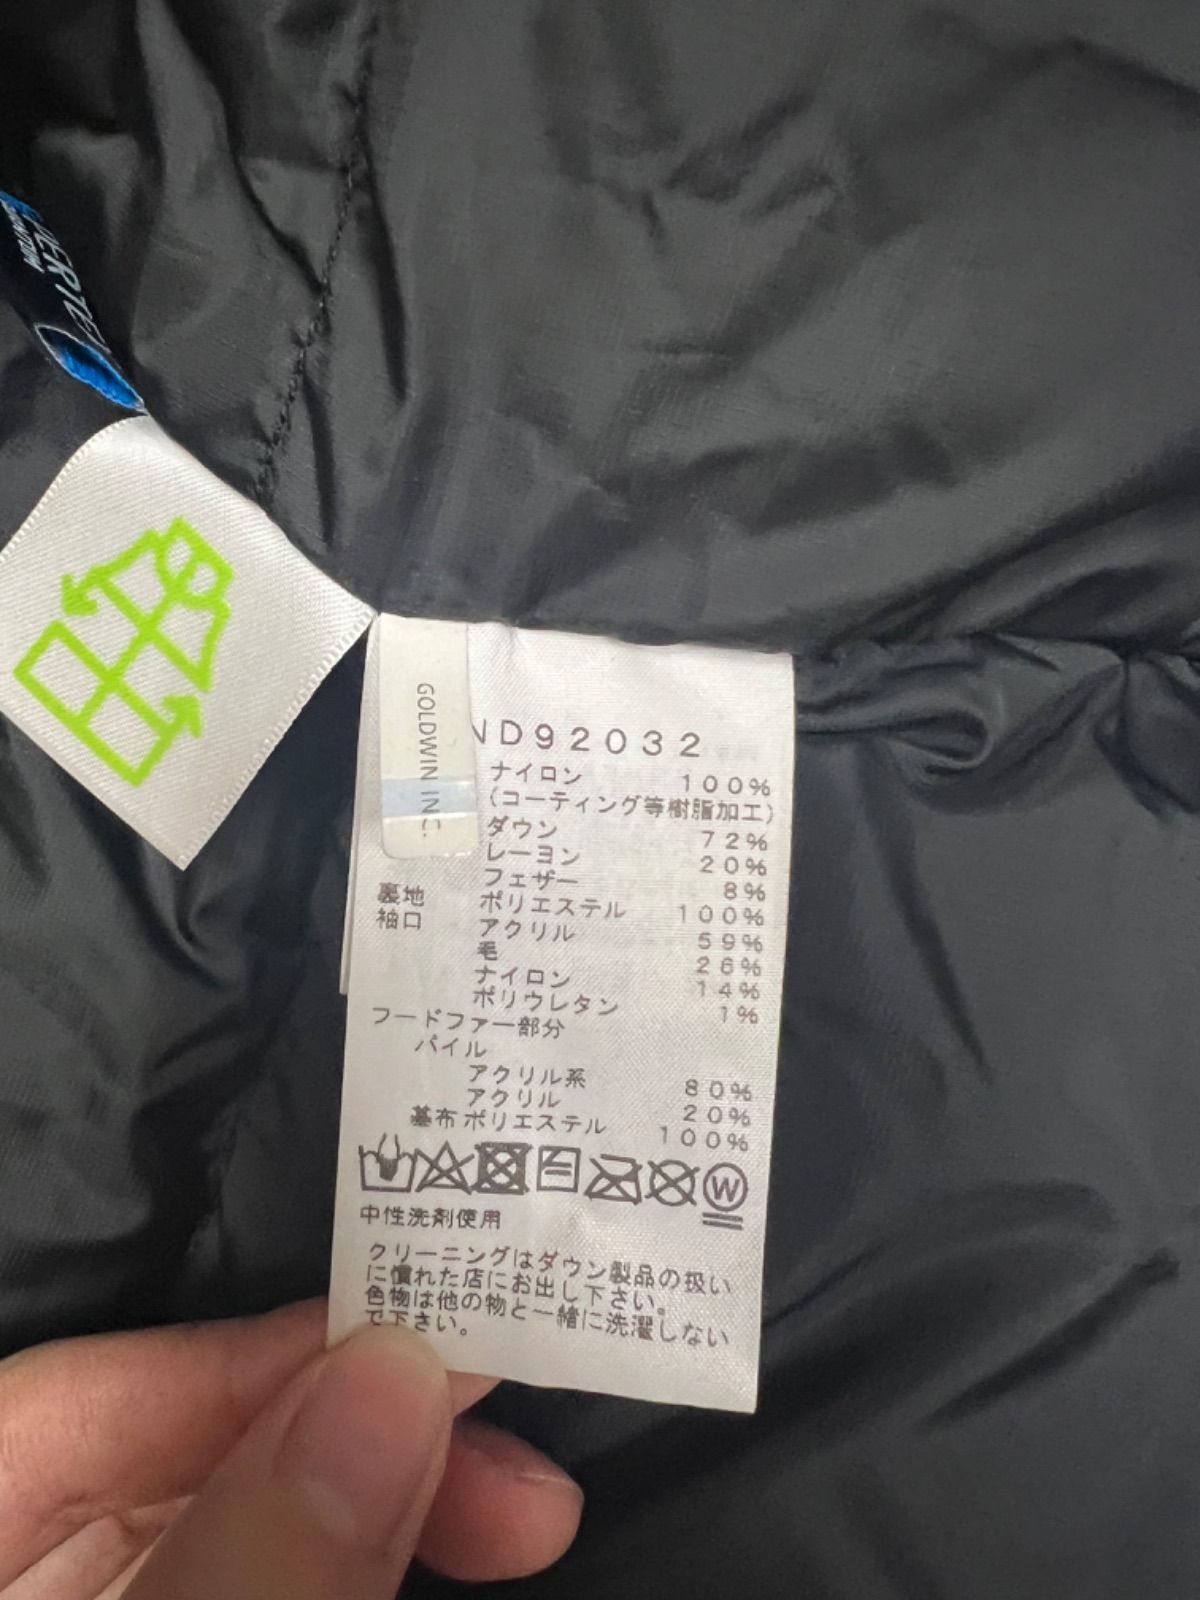 GOLDWIN INC.
ND92032
ナイロン 100%
(コーティング等樹脂加工)
ダウン 72%
レーヨン 20%
フェザー 8%
裏地 ポリエステル 100%
袖口 アクリル 59%
毛 26%
ナイロン 14%
ポリウレタン 1%
フードファー部分
パイル
アクリル系 80%
アクリル 20%
基布 ポリエステル 100%
W
中性洗剤使用
クリーニングはダウン製品の扱い
に慣れた店にお出し下さい。
色物は他の物と一緒に洗濯しない
で下さい。